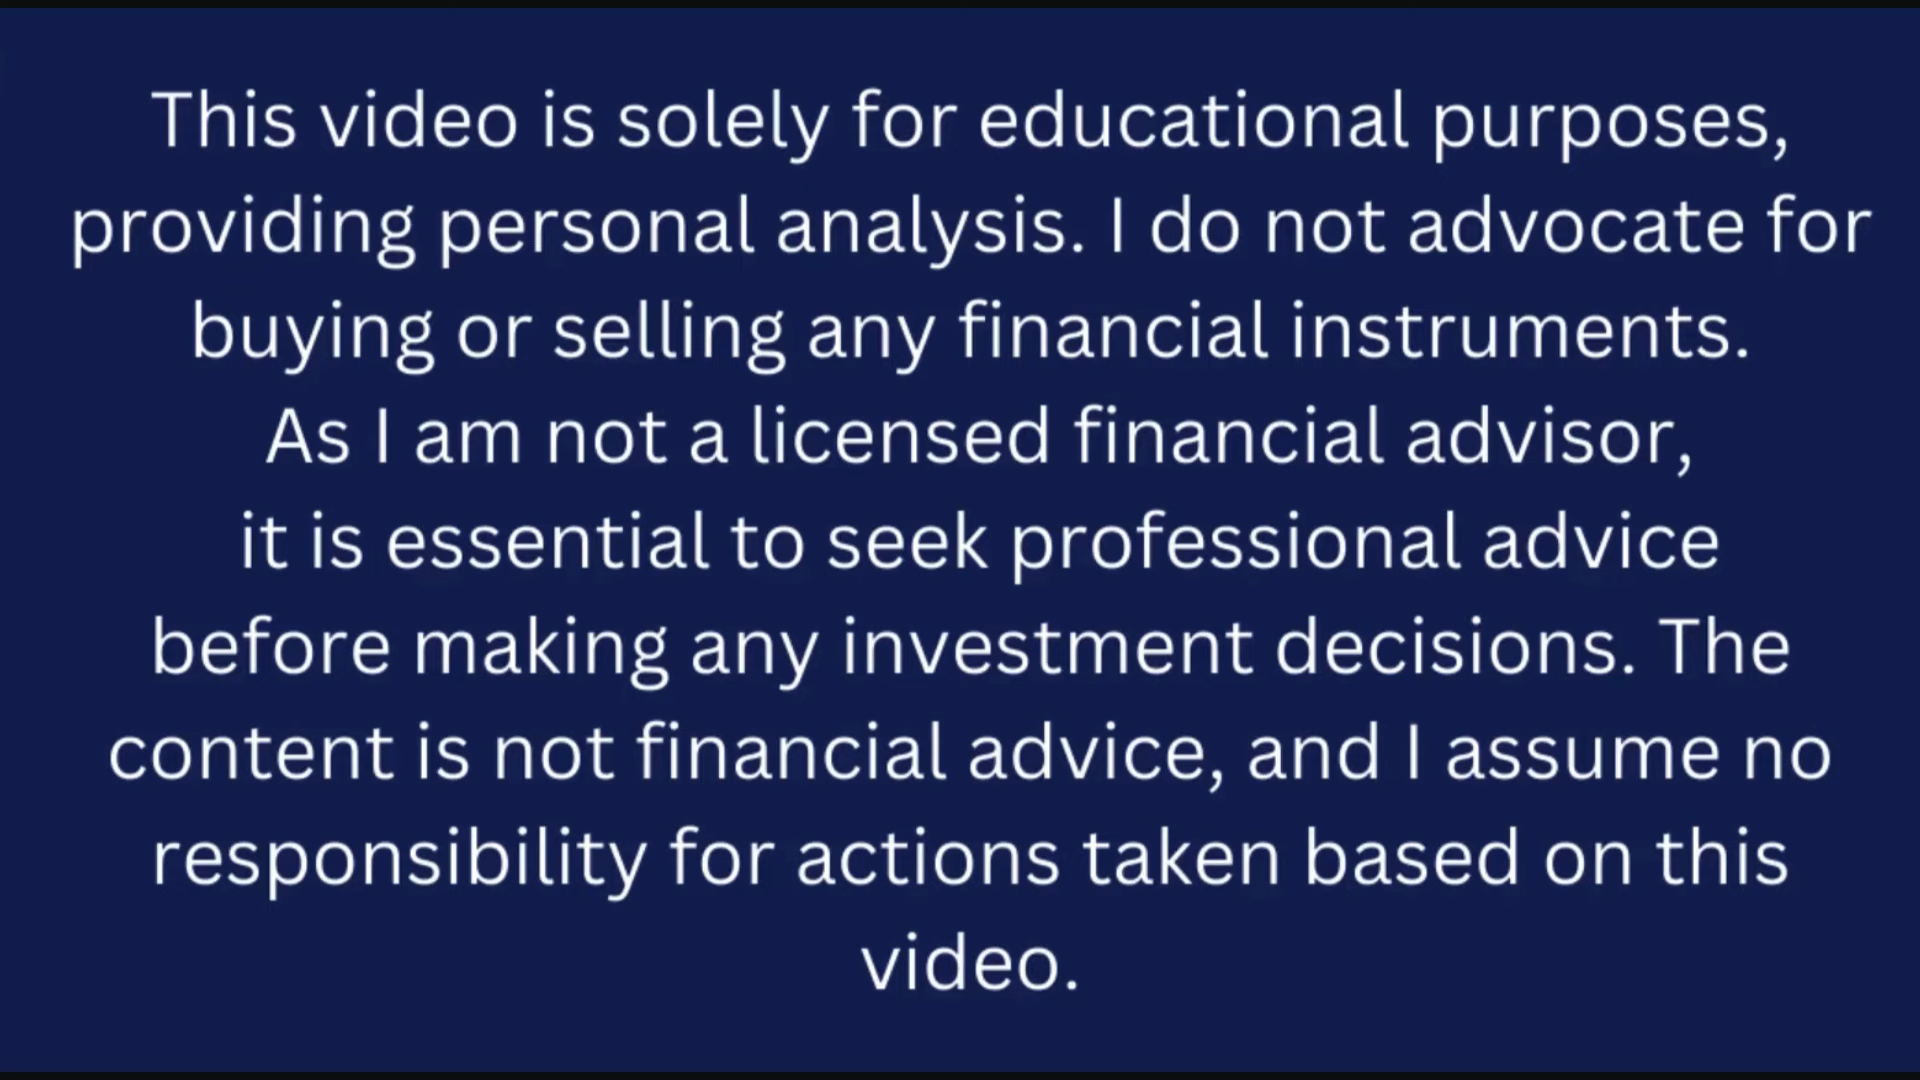 This video is solely for educational purposes,
providing personal analysis. I do not advocate for
buying or selling any financial instruments.
As I am not a licensed financial advisor,
it is essential to seek professional advice
before making any investment decisions. The
content is not financial advice, and I assume no
responsibility for actions taken based on this
video.